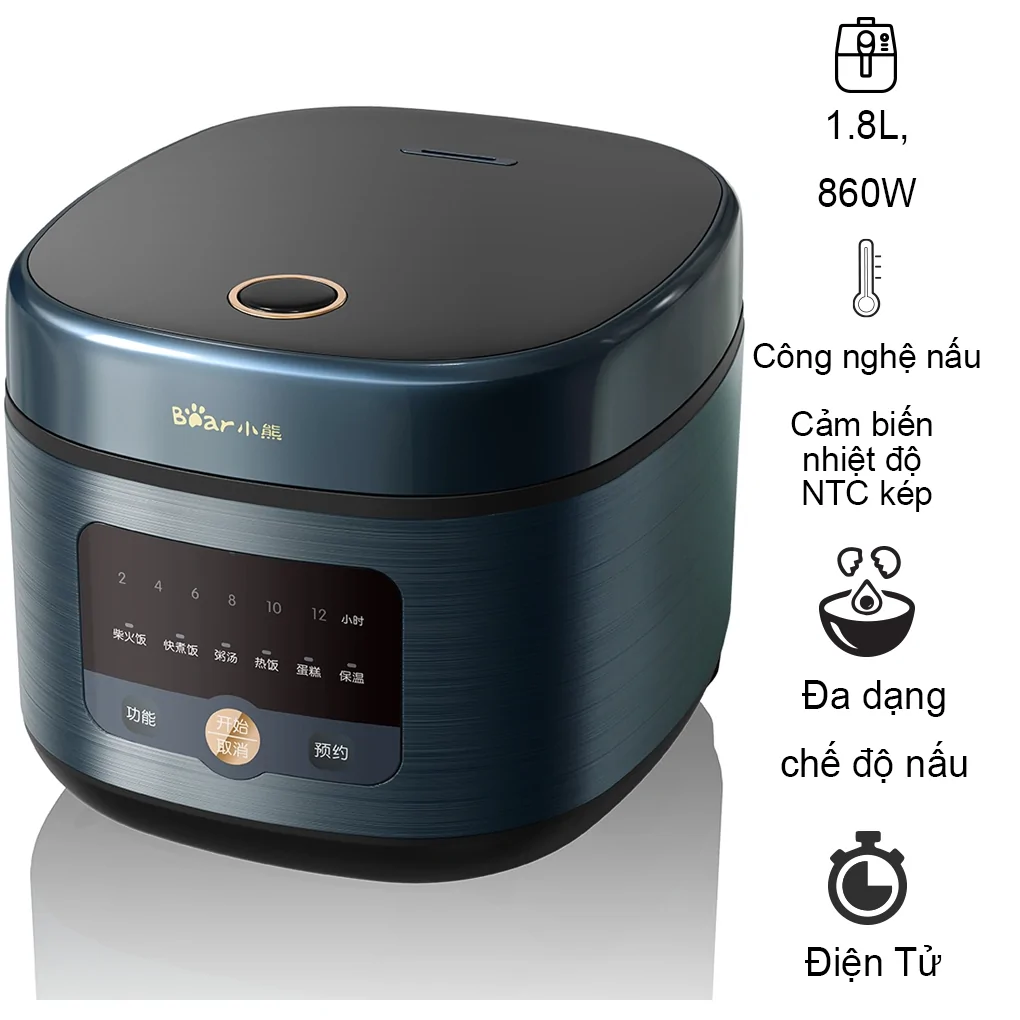 1.8L,
860W
Công nghệ nấu
Cảm biến
nhiệt độ
NTC kép
Đa dạng
chế độ nấu
Điện Tử
Bear小熊
2 4 6 8 10 12 小时
柴火饭 快煮饭 粥汤 热饭 蛋糕 保温
功能
开始
取消
预约